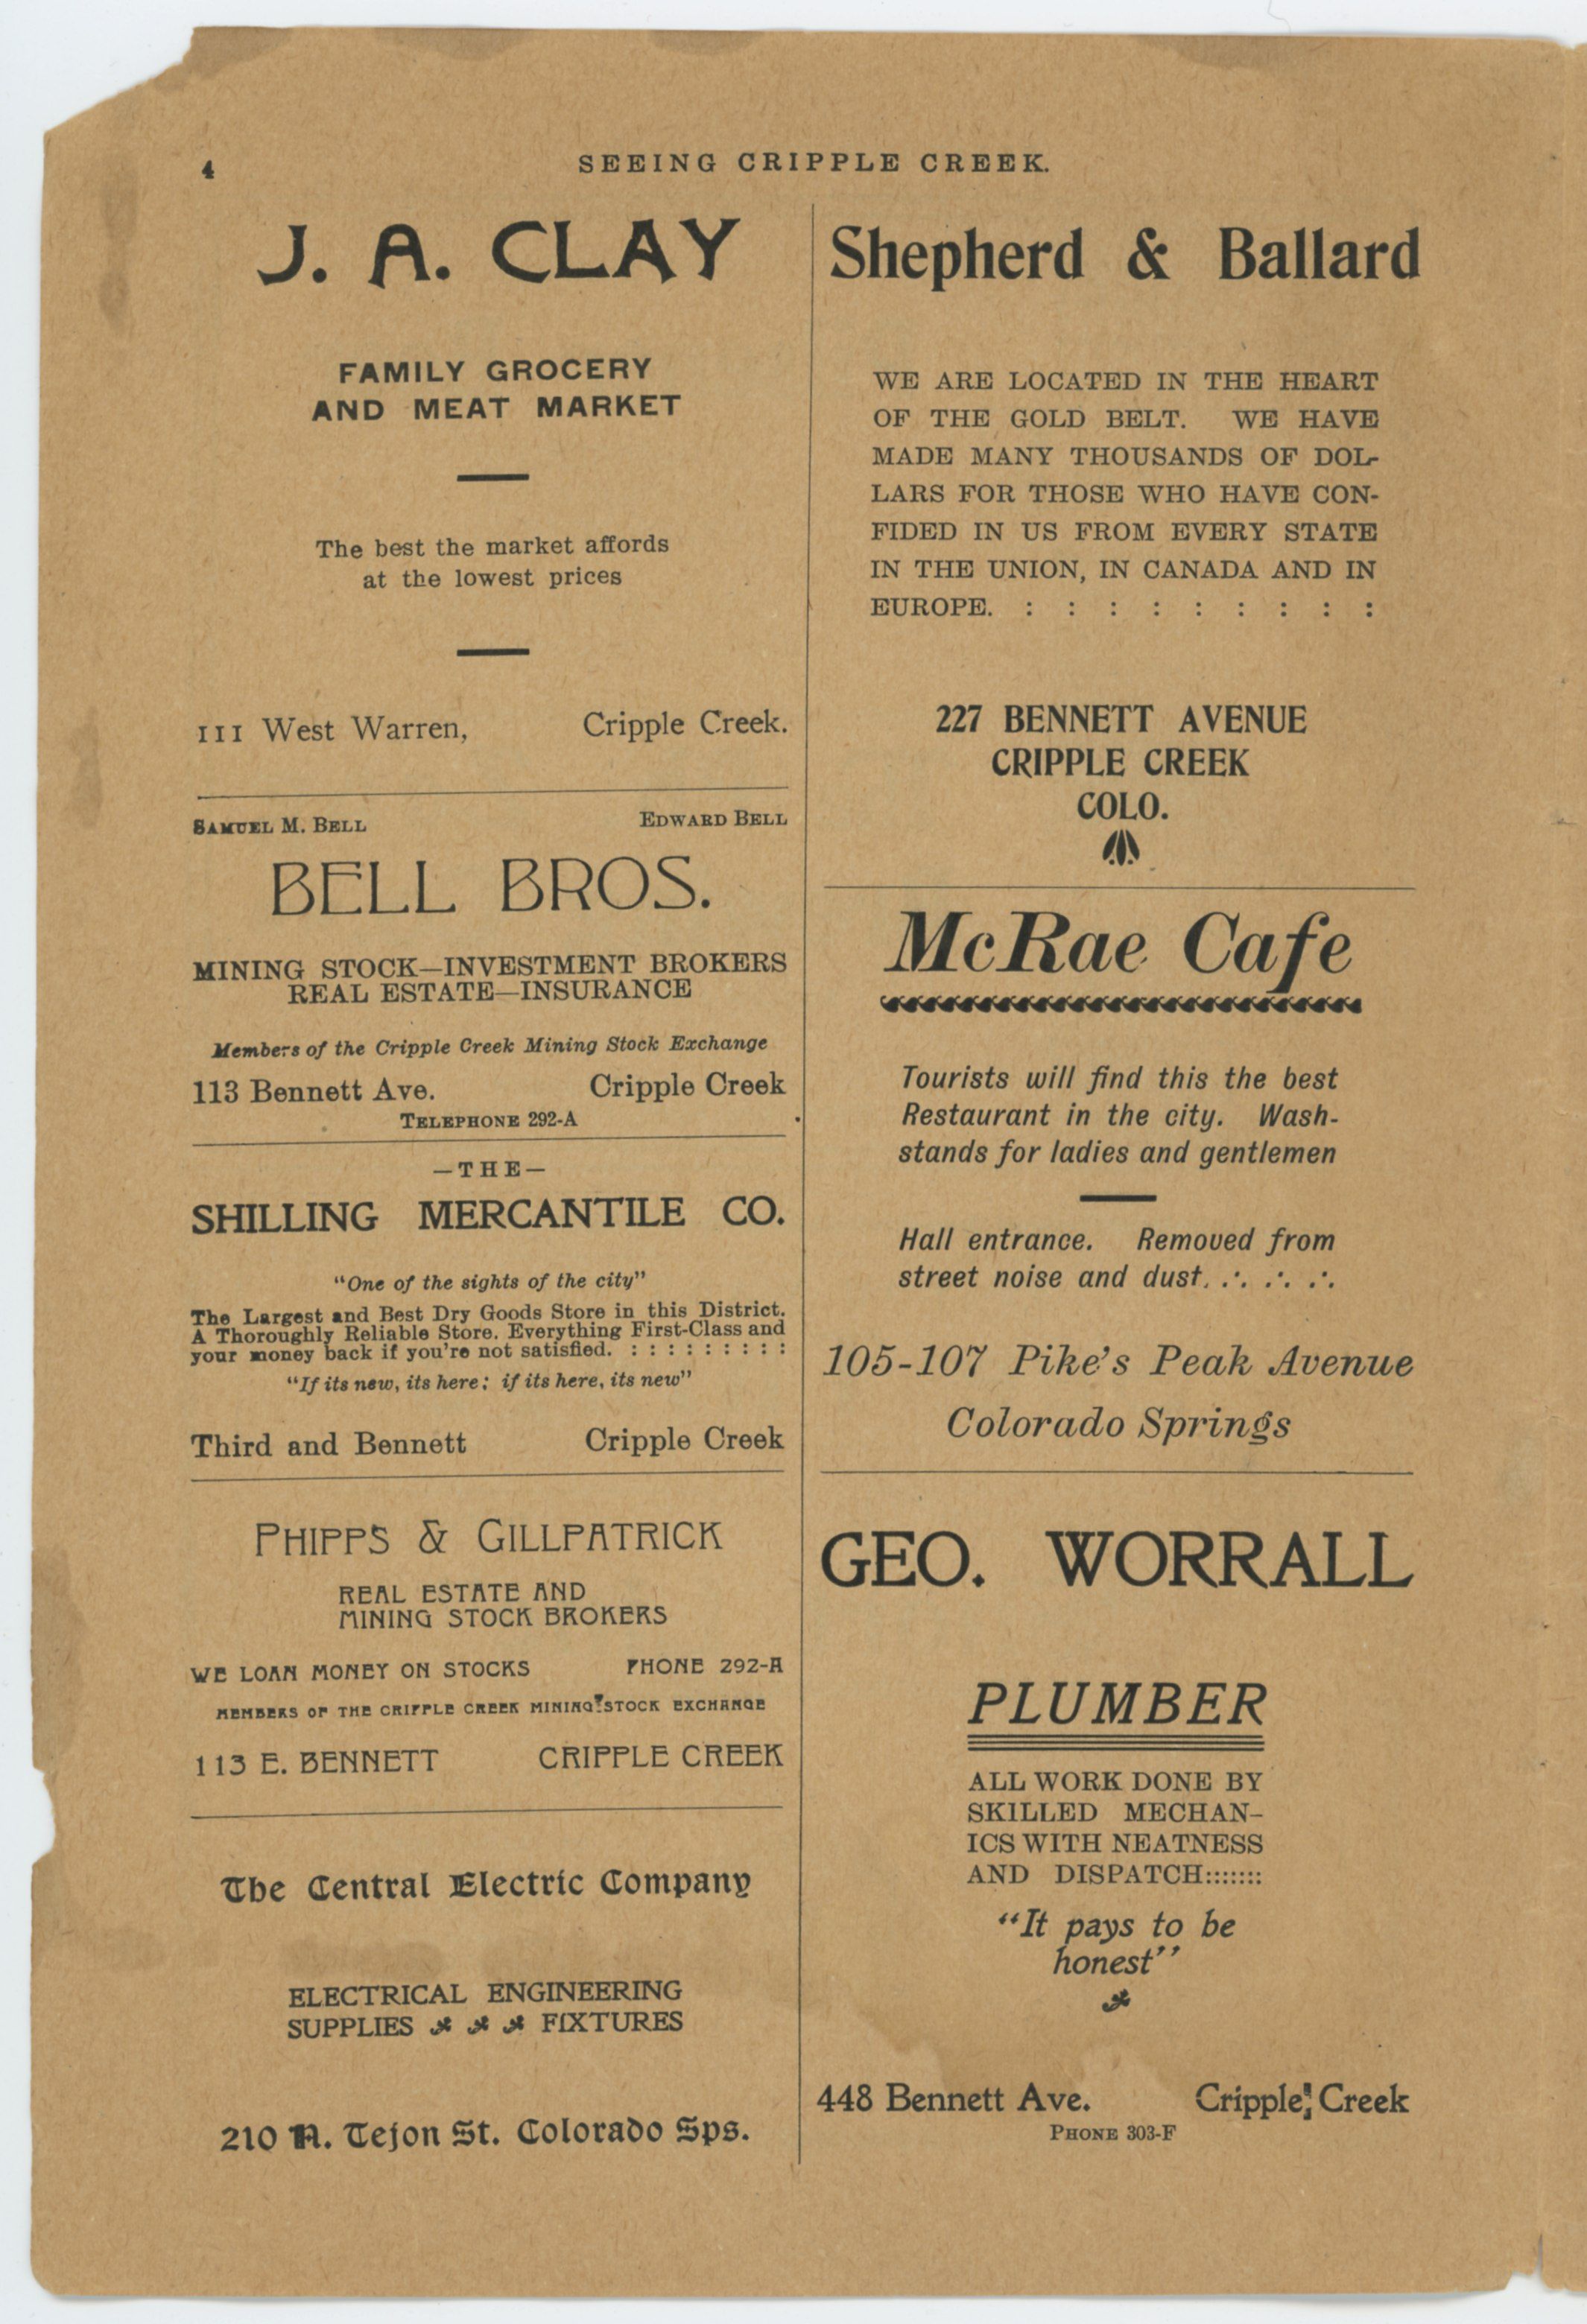 4
SEEING CRIPPLE CREEK.
J. A. CLAY
FAMILY GROCERY
AND MEAT MARKET
The best the market affords
at the lowest prices
111 West Warren, Cripple Creek.
SAMUEL M. BELL EDWARD BELL
BELL BROS.
MINING STOCK—INVESTMENT BROKERS
REAL ESTATE—INSURANCE
Members of the Cripple Creek Mining Stock Exchange
113 Bennett Ave. Cripple Creek
TELEPHONE 292-A
—THE—
SHILLING MERCANTILE CO.
"One of the sights of the city"
The Largest and Best Dry Goods Store in this District.
A Thoroughly Reliable Store. Everything First-Class and
your money back if you're not satisfied. : : : : : : : : :
"If its new, its here; if its here, its new"
Third and Bennett Cripple Creek
PHIPPS & GILLPATRICK
REAL ESTATE AND
MINING STOCK BROKERS
WE LOAN MONEY ON STOCKS PHONE 292-A
MEMBERS OF THE CRIPPLE CREEK MINING STOCK EXCHANGE
113 E. BENNETT CRIPPLE CREEK
The Central Electric Company
ELECTRICAL ENGINEERING
SUPPLIES FIXTURES
210 N. Tejon St. Colorado Sps.
Shepherd & Ballard
WE ARE LOCATED IN THE HEART
OF THE GOLD BELT. WE HAVE
MADE MANY THOUSANDS OF DOL-
LARS FOR THOSE WHO HAVE CON-
FIDED IN US FROM EVERY STATE
IN THE UNION, IN CANADA AND IN
EUROPE. : : : : : : : : :
227 BENNETT AVENUE
CRIPPLE CREEK
COLO.
McRae Cafe
Tourists will find this the best
Restaurant in the city. Wash-
stands for ladies and gentlemen
Hall entrance. Removed from
street noise and dust. ∴ ∴ ∴
105-107 Pike's Peak Avenue
Colorado Springs
GEO. WORRALL
PLUMBER
ALL WORK DONE BY
SKILLED MECHAN-
ICS WITH NEATNESS
AND DISPATCH:::::::
"It pays to be
honest"
448 Bennett Ave. Cripple Creek
PHONE 303-F